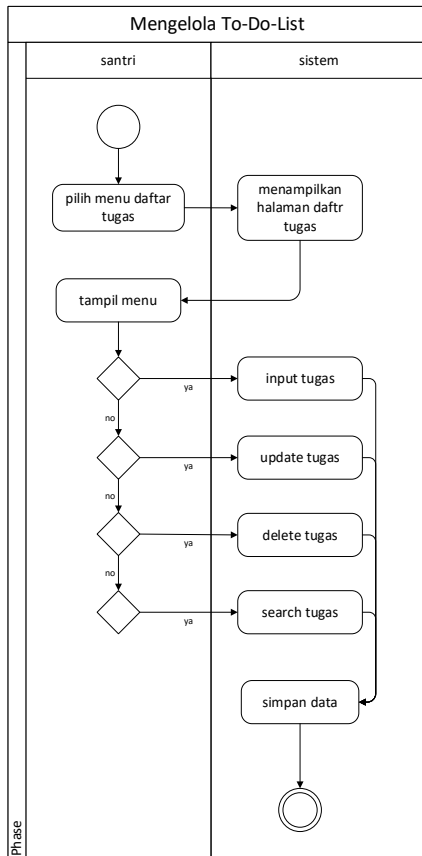 Mengelola To-Do-List
santri
sistem
pilih menu daftar
tugas
menampilkan
halaman daftr
tugas
tampil menu
ya
input tugas
no
ya
update tugas
no
ya
delete tugas
no
ya
search tugas
simpan data
Phase